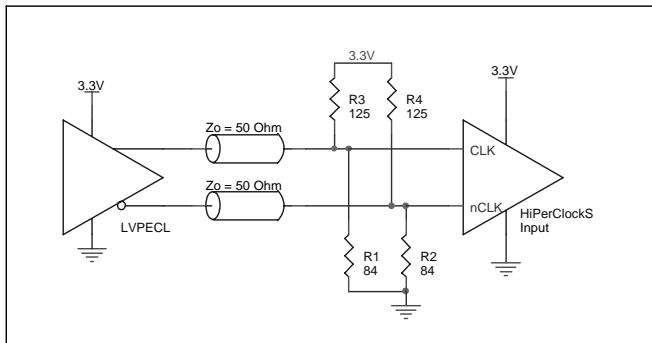 3.3V
3.3V
3.3V
R3
125
R4
125
Zo = 50 Ohm
CLK
Zo = 50 Ohm
nCLK
HiPerClockS
Input
LVPECL
R1
84
R2
84